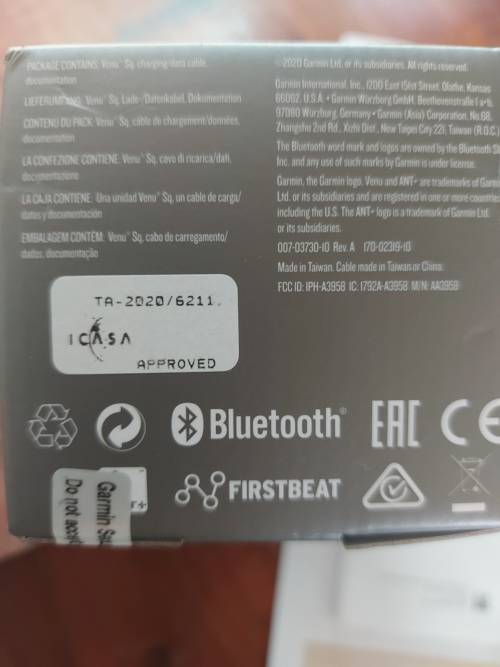 PACKAGE CONTAINS: Venu® Sq, charging/data cable,
documentation
LIEFERUMFANG: Venu® Sq, Lade-/Datenkabel, Dokumentation
CONTENU DU PACK: Venu® Sq, câble de chargement/données,
documentation
LA CONFEZIONE CONTIENE: Venu® Sq, cavo di ricarica/dati,
documentazione
LA CAJA CONTIENE: Una unidad Venu® Sq, un cable de carga/
datos y documentación
EMBALAGEM CONTÉM: Venu® Sq, cabo de carregamento/
dados, documentação
©2020 Garmin Ltd. or its subsidiaries. All rights reserved.
Garmin International, Inc., 1200 East 151st Street, Olathe, Kansas
66062, U.S.A. • Garmin Würzburg GmbH, Beethovenstraße 1 a+b,
97080 Würzburg, Germany • Garmin (Asia) Corporation, No.68,
Zhangshu 2nd Rd., Xizhi Dist., New Taipei City 221, Taiwan (R.O.C.)
The Bluetooth word mark and logos are owned by the Bluetooth
Inc. and any use of such marks by Garmin is under license.
Garmin, the Garmin logo, Venu and ANT+ are trademarks of
Ltd. or its subsidiaries and are registered in one or more countries
including the U.S. The ANT+ logo is a trademark of Garmin Ltd.
or its subsidiaries.
007-03730-10 Rev. A 170-02319-10
Made in Taiwan. Cable made in Taiwan or China.
FCC ID: IPH-A3958 IC: 1792A-A3958 M/N: AA3958
TA-2020/6211.
ICASA
APPROVED
Bluetooth® EAC CE
FIRSTBEAT
Garmin
Do not